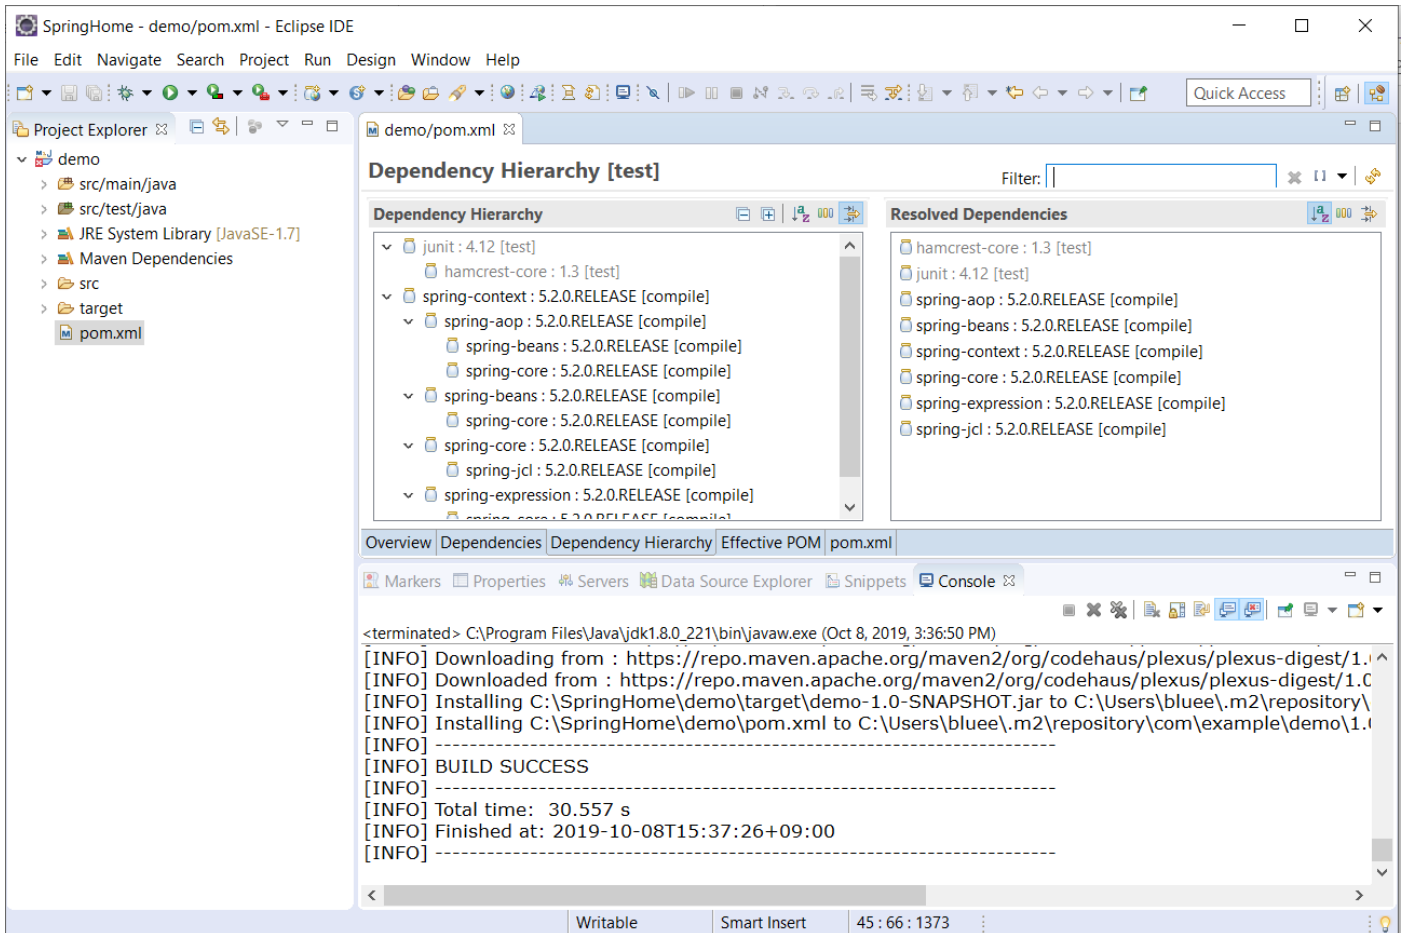 SpringHome - demo/pom.xml - Eclipse IDE
File Edit Navigate Search Project Run Design Window Help
Quick Access
Project Explorer
demo
src/main/java
src/test/java
JRE System Library [JavaSE-1.7]
Maven Dependencies
src
target
pom.xml
demo/pom.xml
Dependency Hierarchy [test]
Filter:
Dependency Hierarchy
junit : 4.12 [test]
hamcrest-core : 1.3 [test]
spring-context : 5.2.0.RELEASE [compile]
spring-aop : 5.2.0.RELEASE [compile]
spring-beans : 5.2.0.RELEASE [compile]
spring-core : 5.2.0.RELEASE [compile]
spring-beans : 5.2.0.RELEASE [compile]
spring-core : 5.2.0.RELEASE [compile]
spring-core : 5.2.0.RELEASE [compile]
spring-jcl : 5.2.0.RELEASE [compile]
spring-expression : 5.2.0.RELEASE [compile]
spring-core : 5.2.0.RELEASE [compile]
Resolved Dependencies
hamcrest-core : 1.3 [test]
junit : 4.12 [test]
spring-aop : 5.2.0.RELEASE [compile]
spring-beans : 5.2.0.RELEASE [compile]
spring-context : 5.2.0.RELEASE [compile]
spring-core : 5.2.0.RELEASE [compile]
spring-expression : 5.2.0.RELEASE [compile]
spring-jcl : 5.2.0.RELEASE [compile]
Overview Dependencies Dependency Hierarchy Effective POM pom.xml
Markers Properties Servers Data Source Explorer Snippets Console
<terminated> C:\Program Files\Java\jdk1.8.0_221\bin\javaw.exe (Oct 8, 2019, 3:36:50 PM)
[INFO] Downloading from : https://repo.maven.apache.org/maven2/org/codehaus/plexus/plexus-digest/1.
[INFO] Downloaded from : https://repo.maven.apache.org/maven2/org/codehaus/plexus/plexus-digest/1.0
[INFO] Installing C:\SpringHome\demo\target\demo-1.0-SNAPSHOT.jar to C:\Users\bluee\.m2\repository\
[INFO] Installing C:\SpringHome\demo\pom.xml to C:\Users\bluee\.m2\repository\com\example\demo\1.
[INFO] ------------------------------------------------------------------------
[INFO] BUILD SUCCESS
[INFO] ------------------------------------------------------------------------
[INFO] Total time:  30.557 s
[INFO] Finished at: 2019-10-08T15:37:26+09:00
[INFO] ------------------------------------------------------------------------
Writable Smart Insert 45 : 66 : 1373